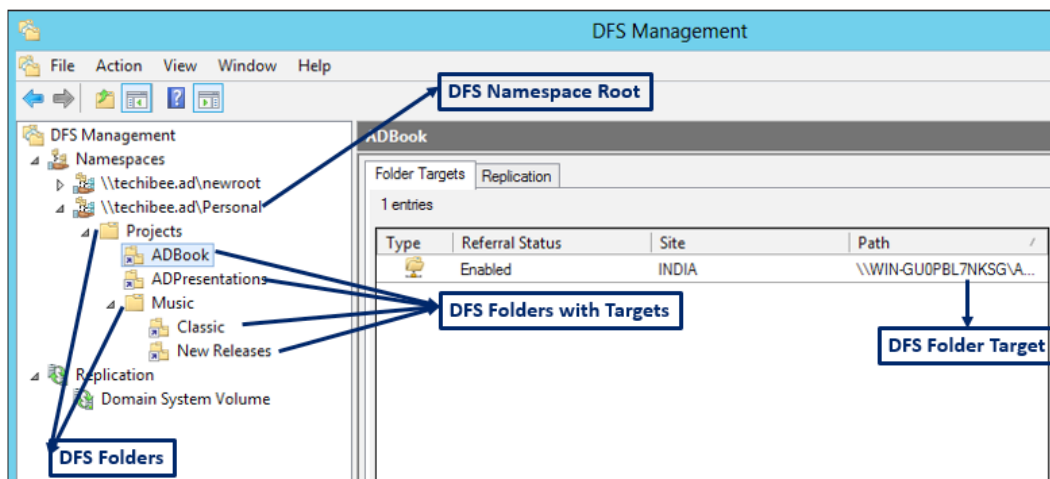 DFS Management
File Action View Window Help
DFS Namespace Root
DFS Management
Namespaces
\\techibee.ad\newroot
\\techibee.ad\Personal
Projects
ADBook
ADPresentations
Music
Classic
New Releases
Replication
Domain System Volume
DFS Folders
ADBook
Folder Targets Replication
1 entries
Type Referral Status Site Path
Enabled INDIA \\WIN-GU0PBL7NKSG\A...
DFS Folders with Targets
DFS Folder Target